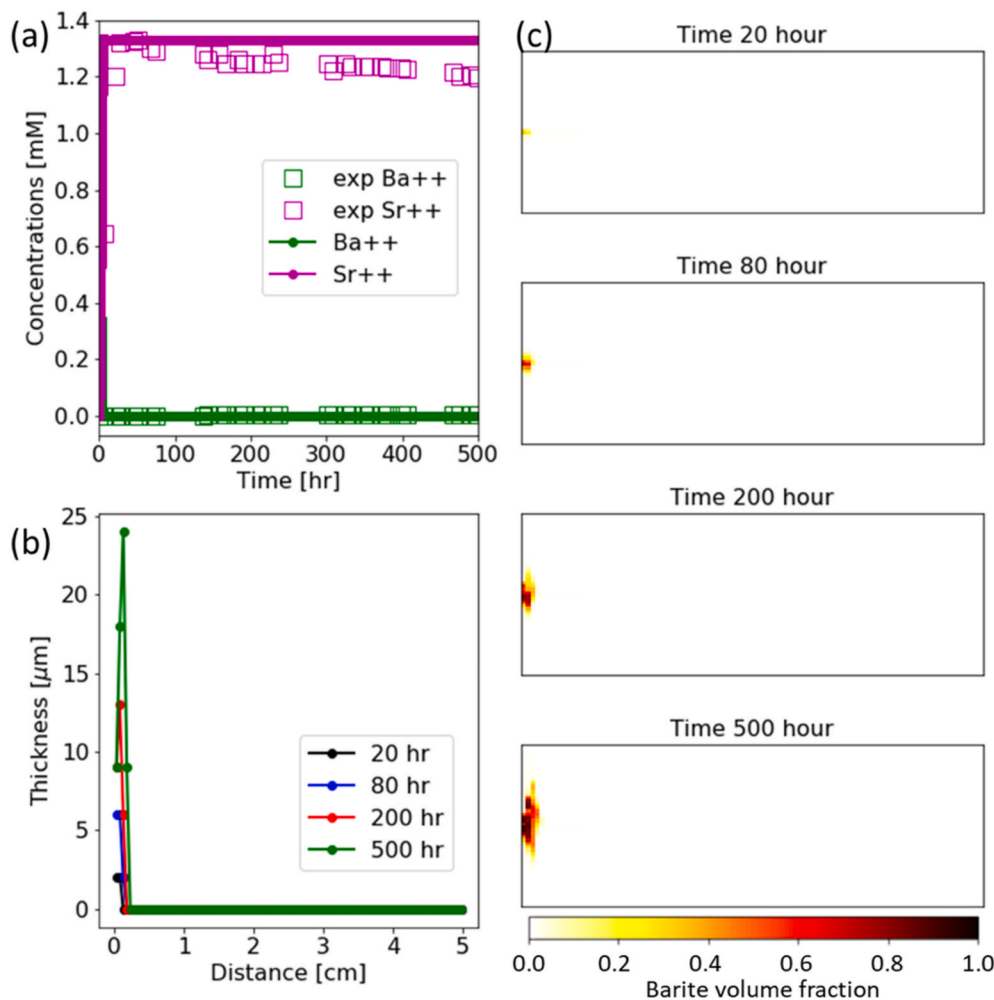 (a)
1.4
1.2
1.0
0.8
0.6
0.4
0.2
0.0
Concentrations [mM]
exp Ba++
exp Sr++
Ba++
Sr++
0 100 200 300 400 500
Time [hr]
(b)
25
20
15
10
5
0
Thickness [μm]
20 hr
80 hr
200 hr
500 hr
0 1 2 3 4 5
Distance [cm]
(c)
Time 20 hour
Time 80 hour
Time 200 hour
Time 500 hour
0.0 0.2 0.4 0.6 0.8 1.0
Barite volume fraction